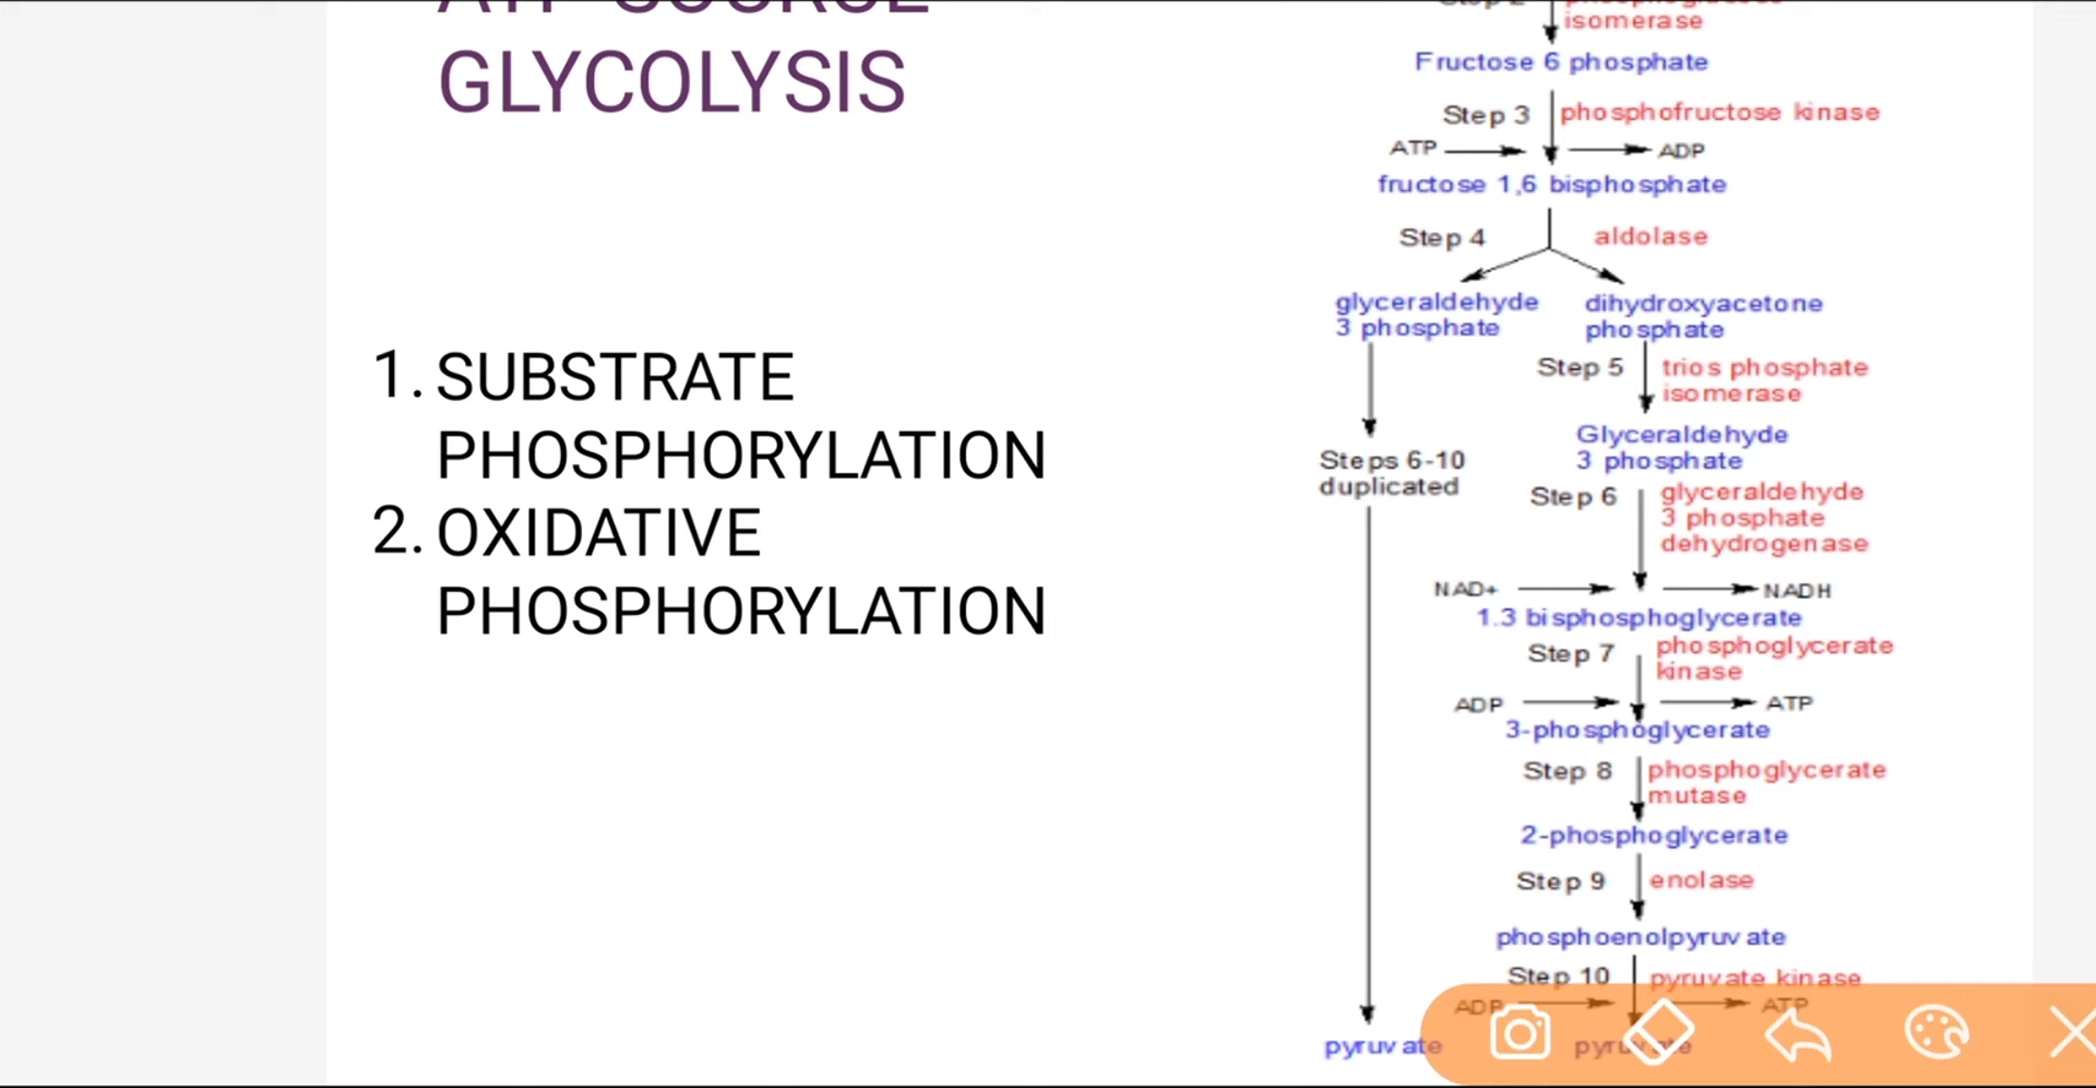 ATP SOURCE
GLYCOLYSIS
1. SUBSTRATE
PHOSPHORYLATION
2. OXIDATIVE
PHOSPHORYLATION
isomerase
Fructose 6 phosphate
Step 3 phosphofructose kinase
ATP ADP
fructose 1,6 bisphosphate
Step 4 aldolase
glyceraldehyde dihydroxyacetone
3 phosphate phosphate
Step 5 trios phosphate
isomerase
Glyceraldehyde
Steps 6-10 3 phosphate
duplicated
Step 6 glyceraldehyde
3 phosphate
dehydrogenase
NAD+ NADH
1.3 bisphosphoglycerate
Step 7 phosphoglycerate
kinase
ADP ATP
3-phosphoglycerate
Step 8 phosphoglycerate
mutase
2-phosphoglycerate
Step 9 enolase
phosphoenolpyruvate
Step 10 pyruvate kinase
ADP ATP
pyruvate pyruvate